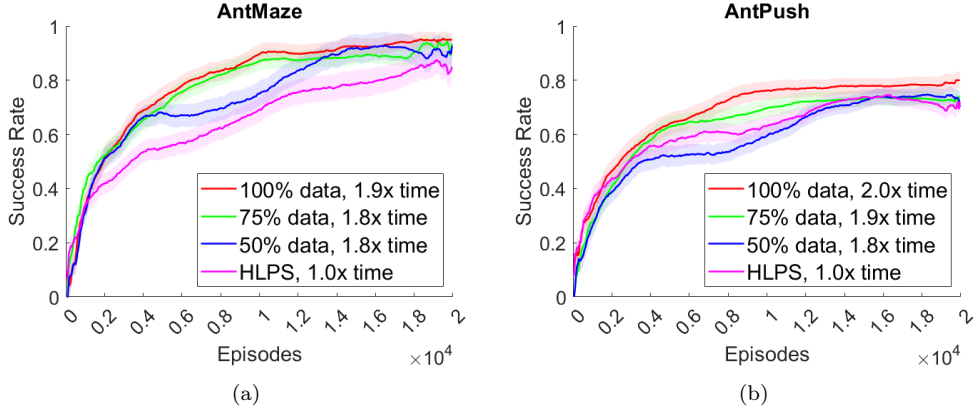 AntMaze
1
0.8
0.6
0.4
0.2
0
Success Rate
100% data, 1.9x time
75% data, 1.8x time
50% data, 1.8x time
HLPS, 1.0x time
0 0.2 0.4 0.6 0.8 1 1.2 1.4 1.6 1.8 2
Episodes
×10⁴
(a)
AntPush
1
0.8
0.6
0.4
0.2
0
Success Rate
100% data, 2.0x time
75% data, 1.9x time
50% data, 1.8x time
HLPS, 1.0x time
0 0.2 0.4 0.6 0.8 1 1.2 1.4 1.6 1.8 2
Episodes
×10⁴
(b)